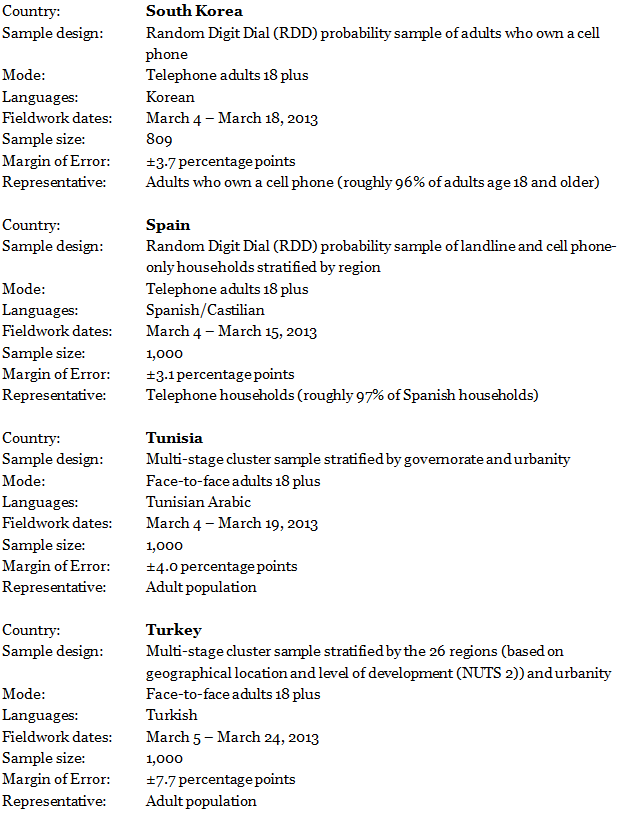 Country: South Korea
Sample design: Random Digit Dial (RDD) probability sample of adults who own a cell
phone
Mode: Telephone adults 18 plus
Languages: Korean
Fieldwork dates: March 4 – March 18, 2013
Sample size: 809
Margin of Error: ±3.7 percentage points
Representative: Adults who own a cell phone (roughly 96% of adults age 18 and older)
Country: Spain
Sample design: Random Digit Dial (RDD) probability sample of landline and cell phone-
only households stratified by region
Mode: Telephone adults 18 plus
Languages: Spanish/Castilian
Fieldwork dates: March 4 – March 15, 2013
Sample size: 1,000
Margin of Error: ±3.1 percentage points
Representative: Telephone households (roughly 97% of Spanish households)
Country: Tunisia
Sample design: Multi-stage cluster sample stratified by governorate and urbanity
Mode: Face-to-face adults 18 plus
Languages: Tunisian Arabic
Fieldwork dates: March 4 – March 19, 2013
Sample size: 1,000
Margin of Error: ±4.0 percentage points
Representative: Adult population
Country: Turkey
Sample design: Multi-stage cluster sample stratified by the 26 regions (based on
geographical location and level of development (NUTS 2)) and urbanity
Mode: Face-to-face adults 18 plus
Languages: Turkish
Fieldwork dates: March 5 – March 24, 2013
Sample size: 1,000
Margin of Error: ±7.7 percentage points
Representative: Adult population